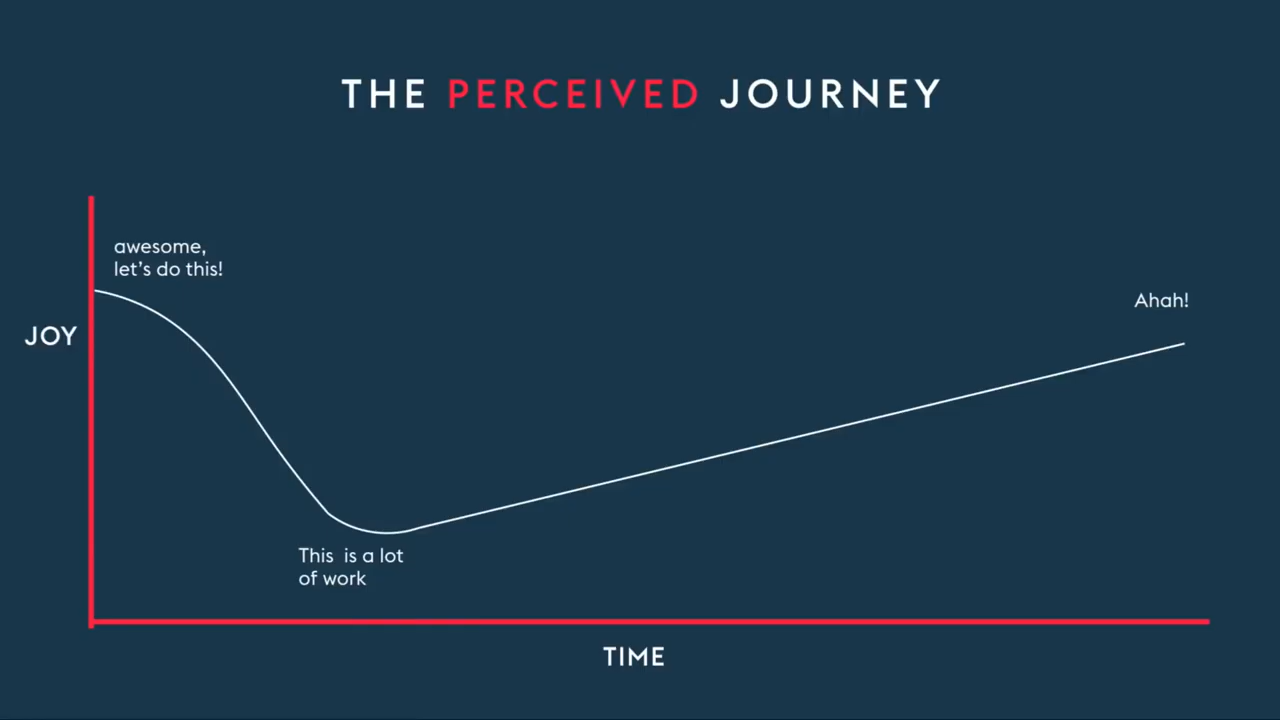 THE PERCEIVED JOURNEY
awesome,
let's do this!
Ahah!
JOY
This  is a lot
of work
TIME